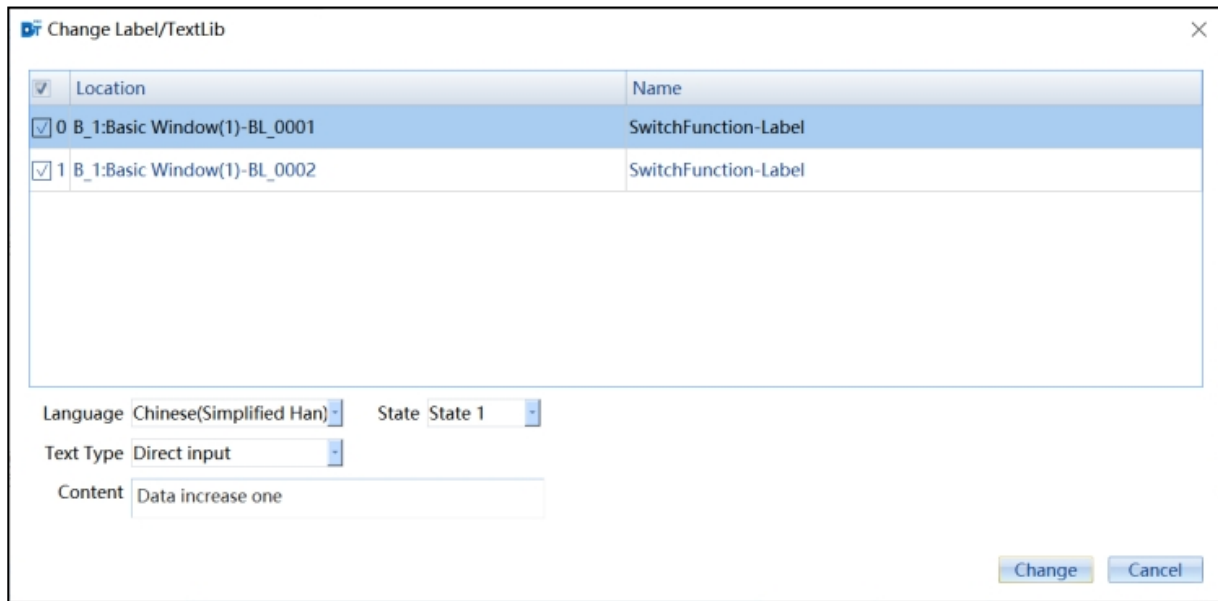 DT Change Label/TextLib
Location Name
0 B_1:Basic Window(1)-BL_0001 SwitchFunction-Label
1 B_1:Basic Window(1)-BL_0002 SwitchFunction-Label
Language Chinese(Simplified Han) State State 1
Text Type Direct input
Content Data increase one
Change Cancel